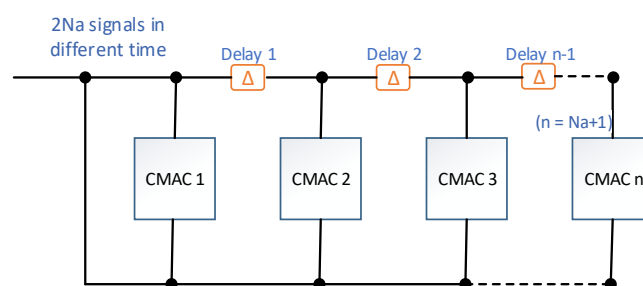 2Na signals in
different time
Delay 1
Delay 2
Delay n-1
Δ
Δ
Δ
(n = Na+1)
CMAC 1
CMAC 2
CMAC 3
CMAC n